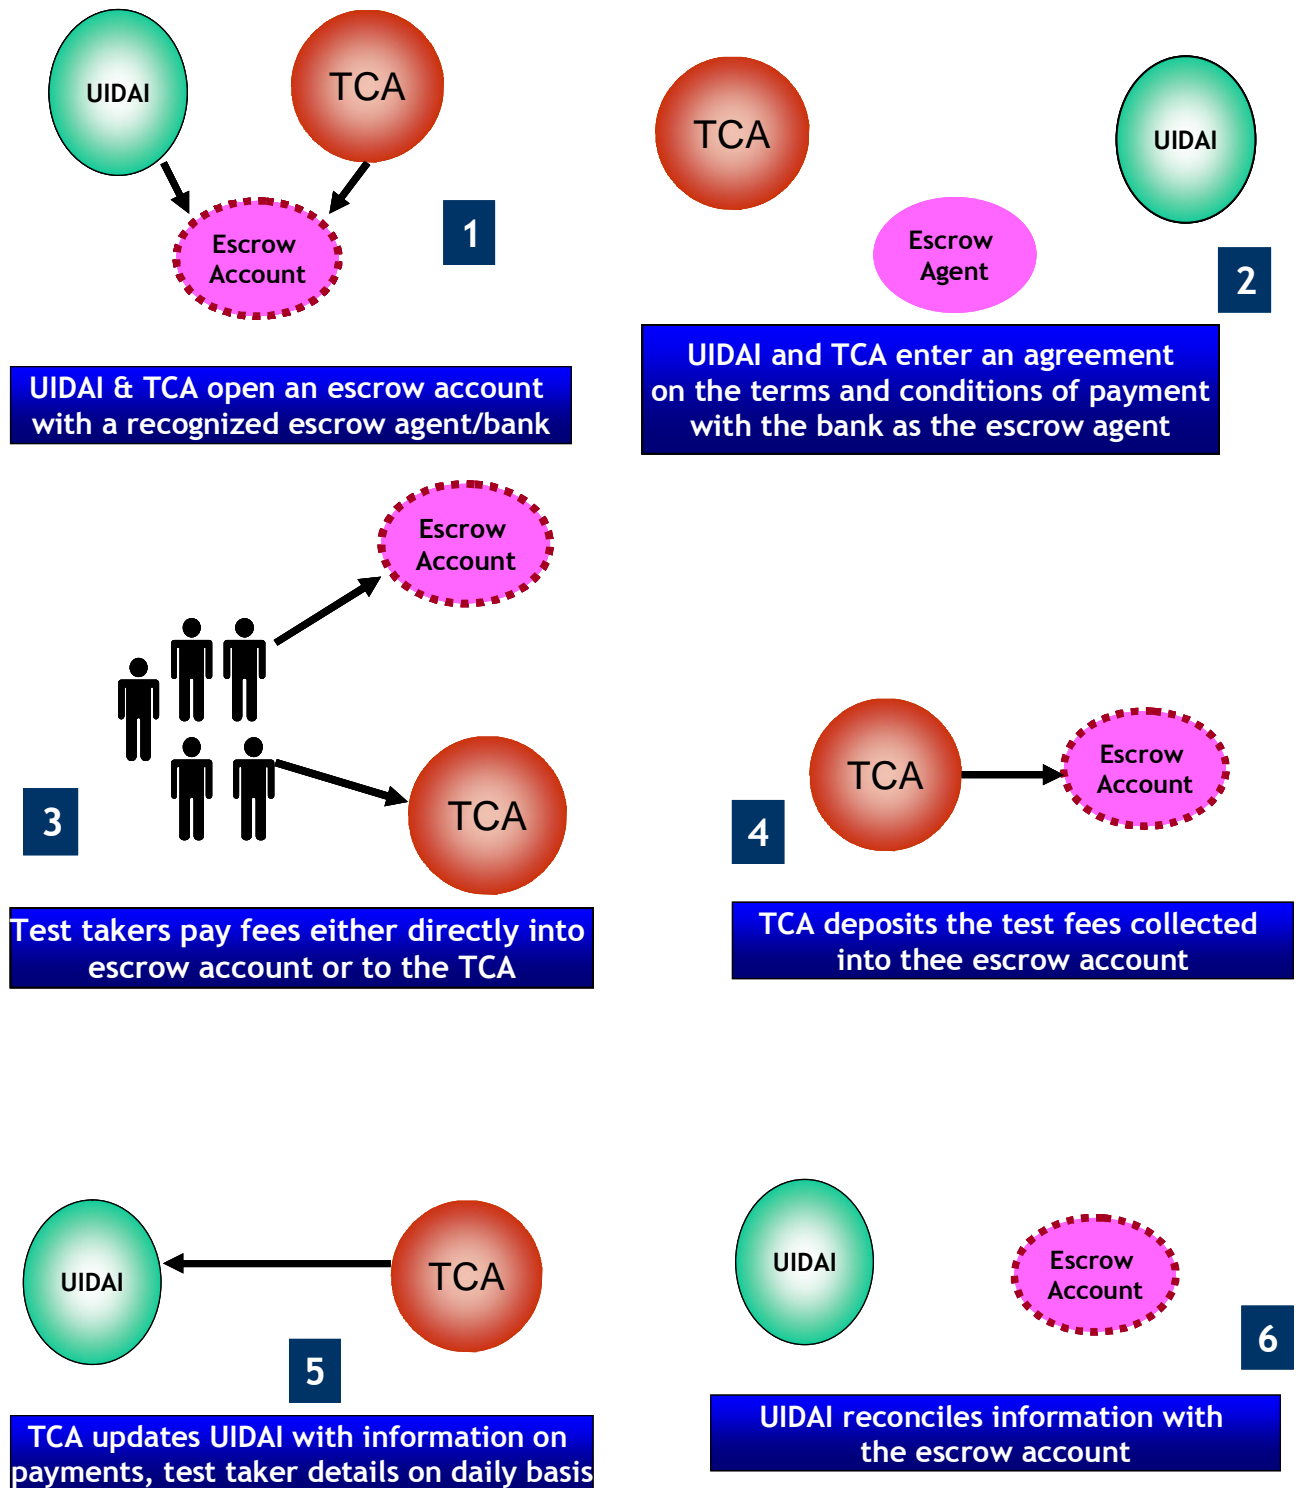 UIDAI
TCA
Escrow
Account
1
UIDAI & TCA open an escrow account
with a recognized escrow agent/bank
TCA
UIDAI
Escrow
Agent
2
UIDAI and TCA enter an agreement
on the terms and conditions of payment
with the bank as the escrow agent
Escrow
Account
TCA
3
Test takers pay fees either directly into
escrow account or to the TCA
TCA
Escrow
Account
4
TCA deposits the test fees collected
into thee escrow account
UIDAI
TCA
5
TCA updates UIDAI with information on
payments, test taker details on daily basis
UIDAI
Escrow
Account
6
UIDAI reconciles information with
the escrow account